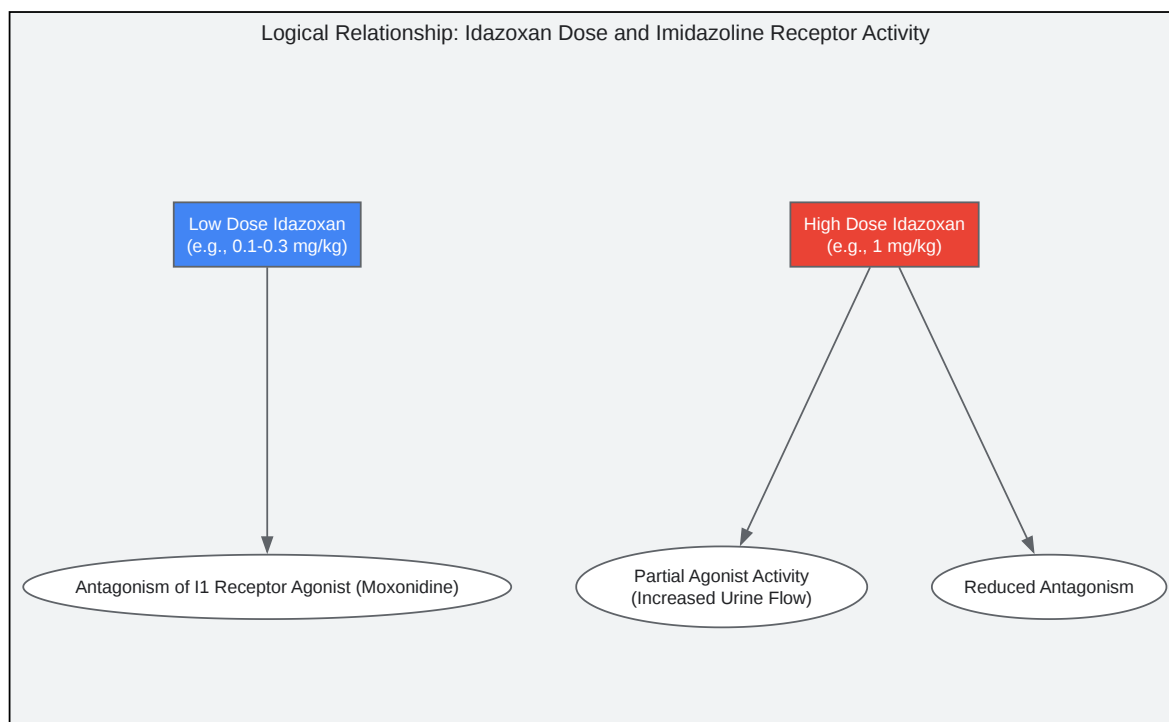 Logical Relationship: Idazoxan Dose and Imidazoline Receptor Activity
Low Dose Idazoxan
(e.g., 0.1-0.3 mg/kg)
High Dose Idazoxan
(e.g., 1 mg/kg)
Antagonism of I1 Receptor Agonist (Moxonidine)
Partial Agonist Activity
(Increased Urine Flow)
Reduced Antagonism